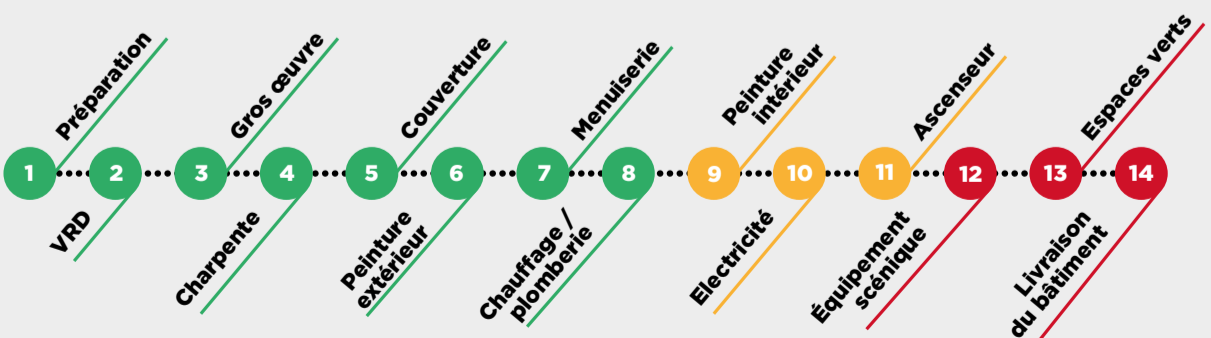 1
Préparation
2
VRD
3
Gros œuvre
4
Charpente
5
Couverture
6
Peinture
extérieur
7
Menuiserie
8
Chauffage /
plomberie
9
Peinture
intérieur
10
Electricité
11
Ascenseur
12
Équipement
scénique
13
Espaces verts
14
Livraison
du bâtiment